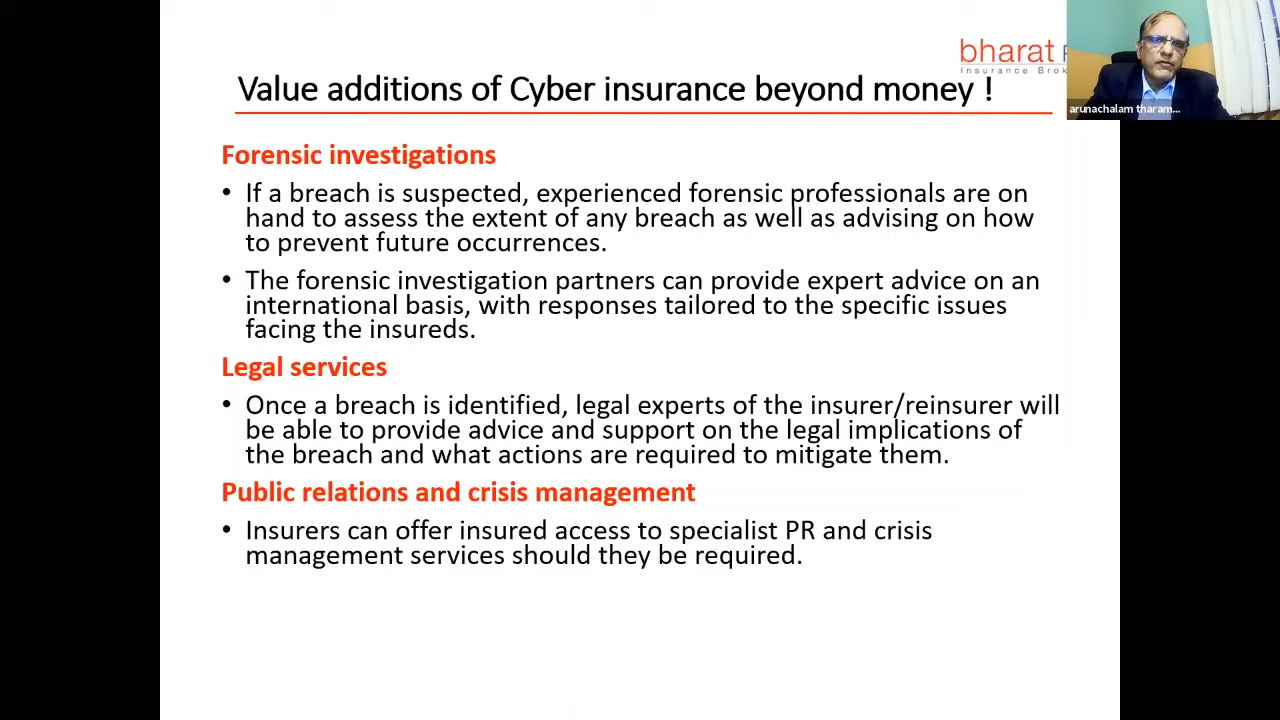 bharat
Insurance Brok
arunachalam tharam...
Value additions of Cyber insurance beyond money !
Forensic investigations
• If a breach is suspected, experienced forensic professionals are on
hand to assess the extent of any breach as well as advising on how
to prevent future occurrences.
• The forensic investigation partners can provide expert advice on an
international basis, with responses tailored to the specific issues
facing the insureds.
Legal services
• Once a breach is identified, legal experts of the insurer/reinsurer will
be able to provide advice and support on the legal implications of
the breach and what actions are required to mitigate them.
Public relations and crisis management
• Insurers can offer insured access to specialist PR and crisis
management services should they be required.